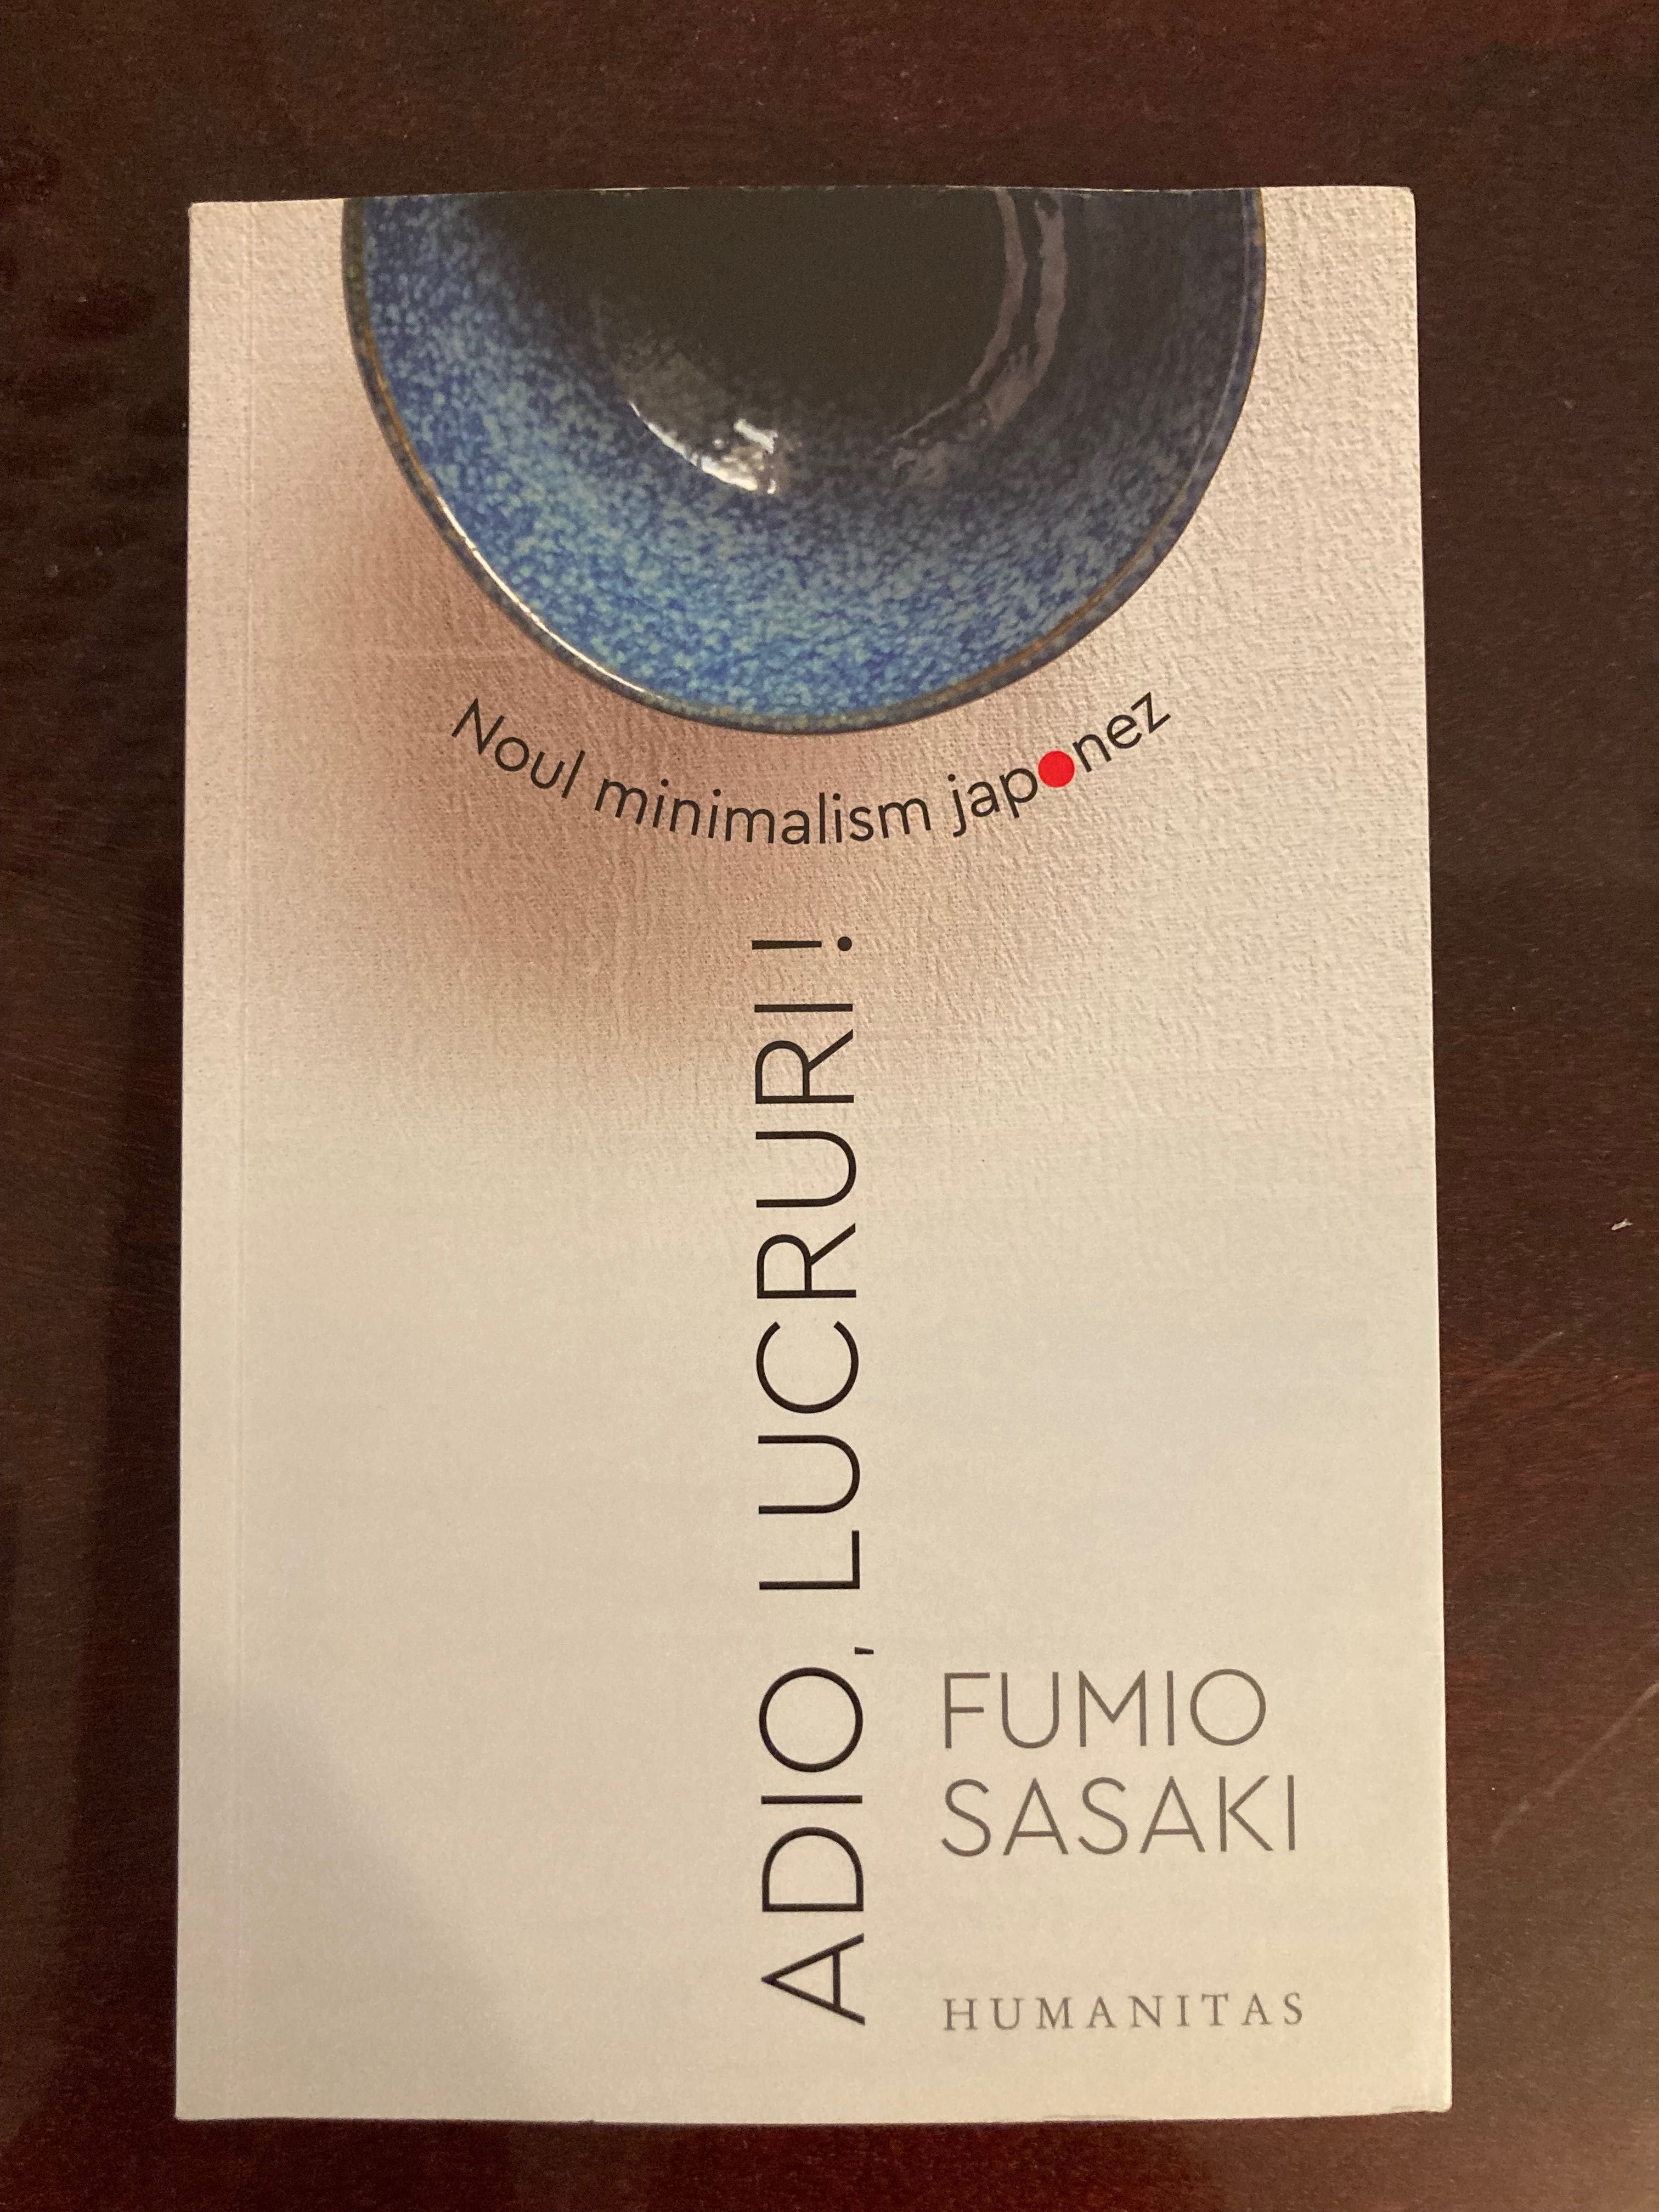 Noul minimalism japonez
ADIO, LUCRURI !
FUMIO
SASAKI
HUMANITAS